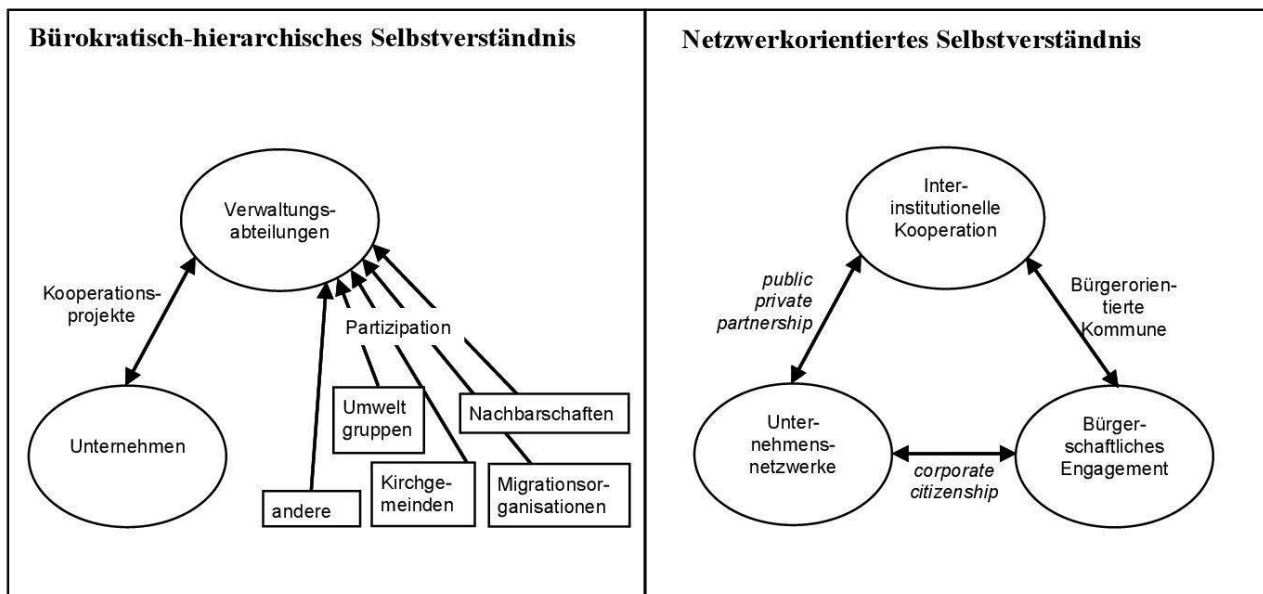 Bürokratisch-hierarchisches Selbstverständnis
Verwaltungs-
abteilungen
Kooperations-
projekte
Partizipation
Unternehmen
Umwelt
gruppen
Nachbarschaften
andere
Kirchge-
meinden
Migrationsor-
ganisationen
Netzwerkorientiertes Selbstverständnis
Inter-
institutionelle
Kooperation
public
private
partnership
Bürgerorien-
tierte
Kommune
Unter-
nehmens-
netzwerke
corporate
citizenship
Bürger-
schaftliches
Engagement